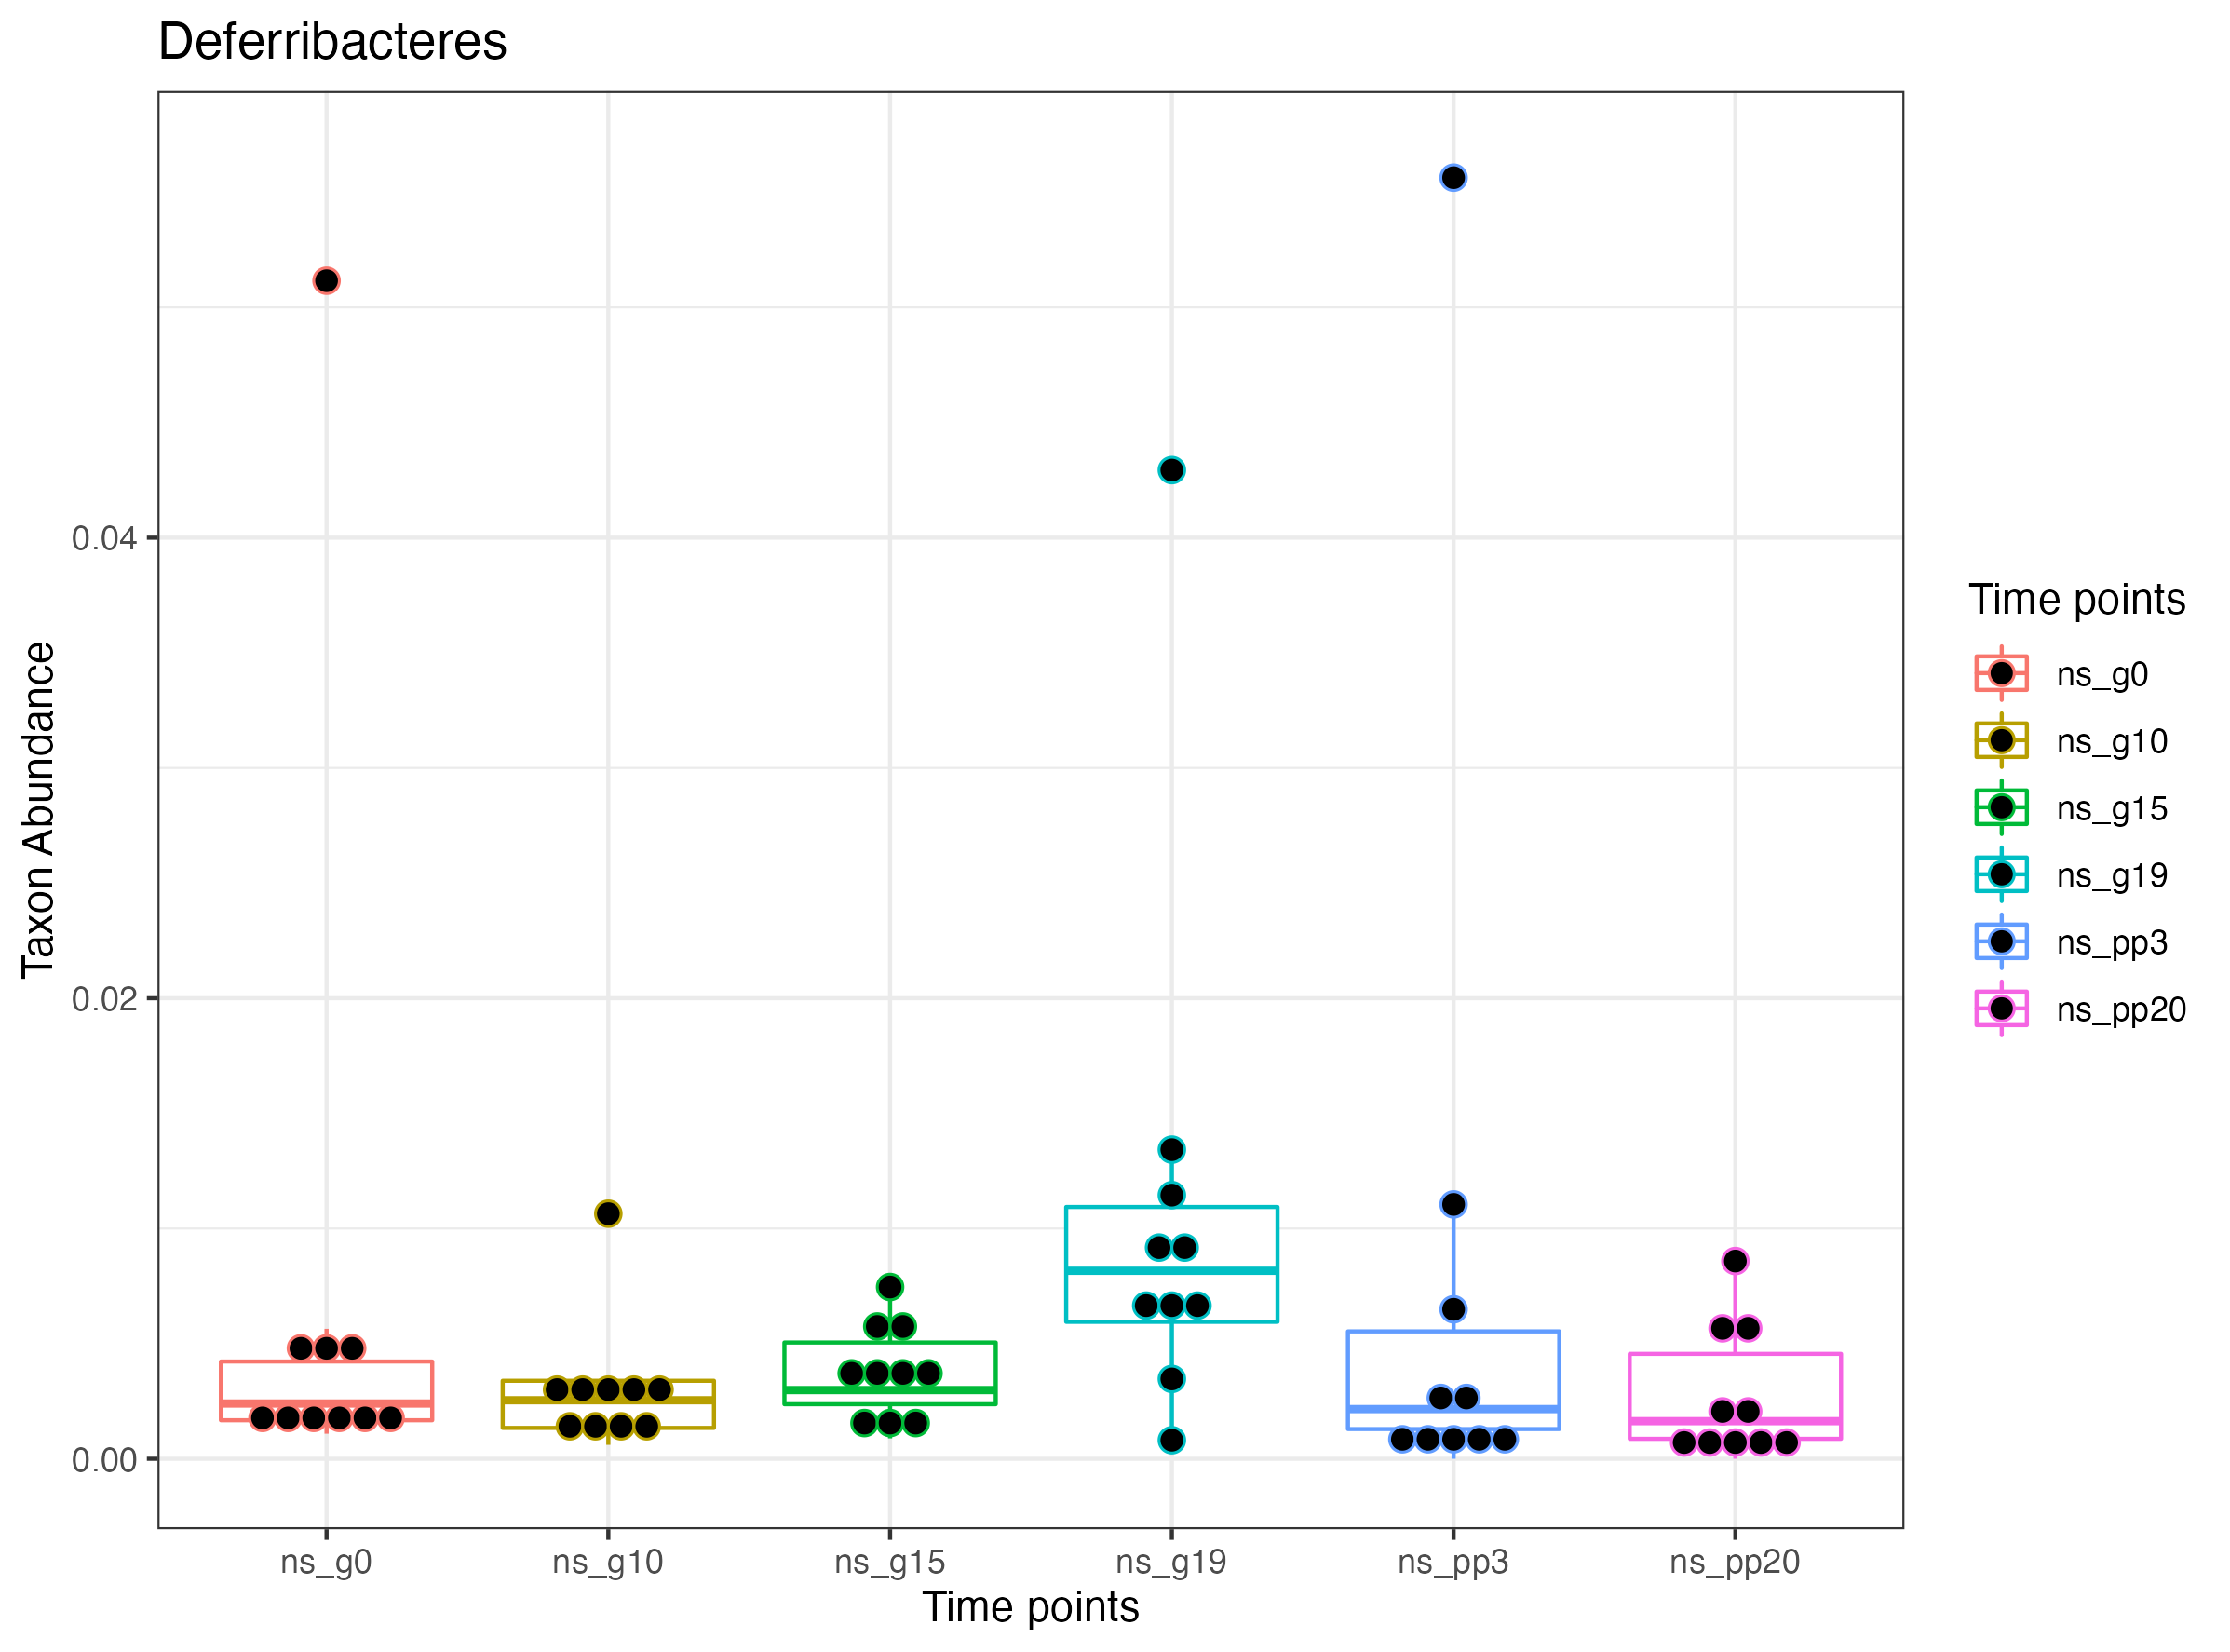 Deferribacteres
Taxon Abundance
0.04
0.02
0.00
ns_g0
ns_g10
ns_g15
ns_g19
ns_pp3
ns_pp20
Time points
Time points
ns_g0
ns_g10
ns_g15
ns_g19
ns_pp3
ns_pp20